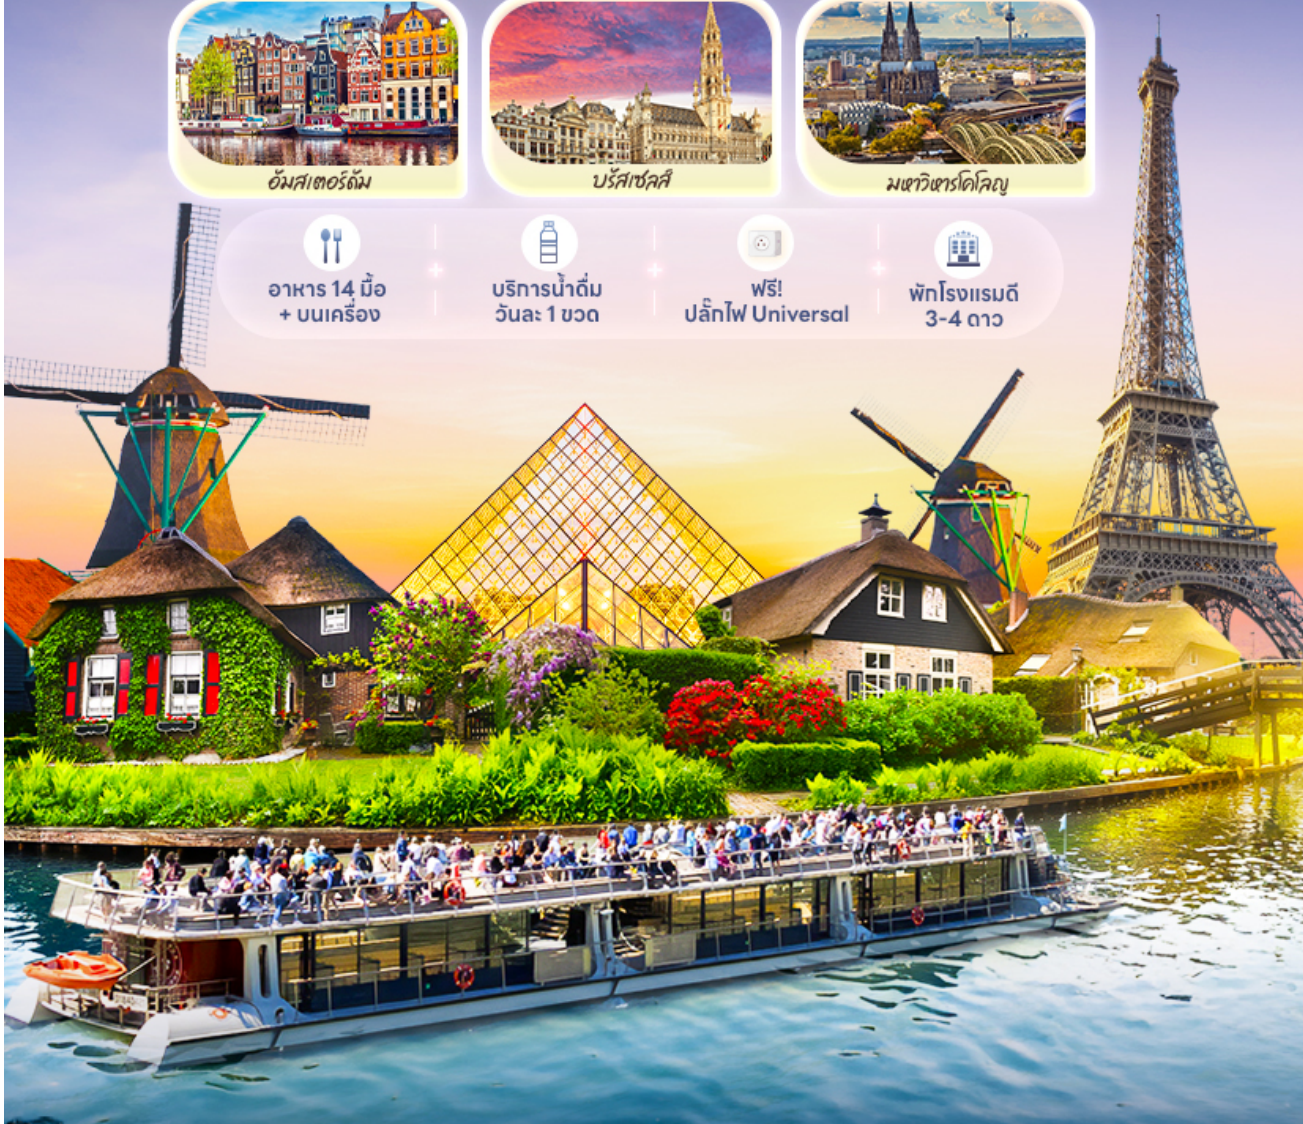 อัมสเตอร์ดัม
บรัสเซลส์
มหาวิหารโคโลญ
อาหาร 14 มื้อ
+ บนเครื่อง
บริการน้ำดื่ม
วันละ 1 ขวด
ฟรี!
ปลั๊กไฟ Universal
พักโรงแรมดี
3-4 ดาว